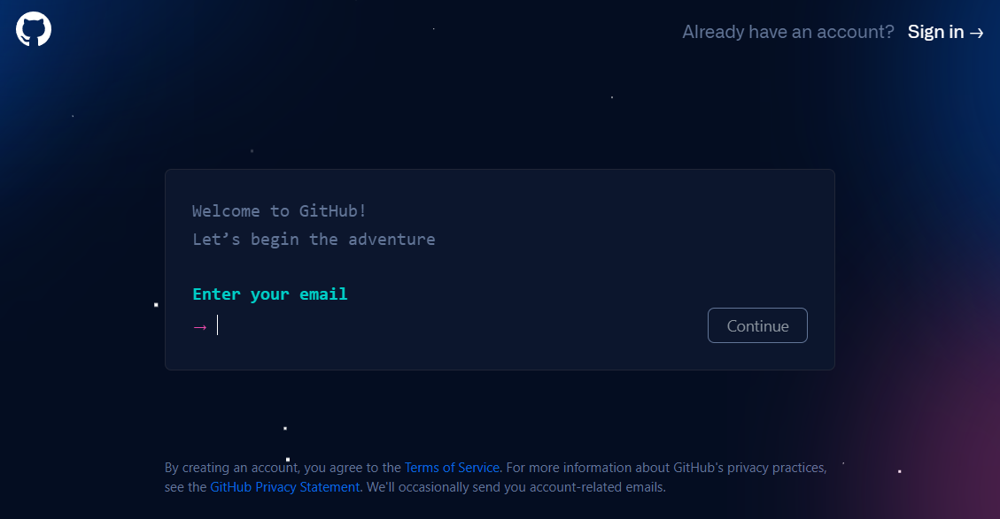 Already have an account? Sign in →
Welcome to GitHub!
Let’s begin the adventure
Enter your email
→
Continue
By creating an account, you agree to the Terms of Service. For more information about GitHub's privacy practices,
see the GitHub Privacy Statement. We'll occasionally send you account-related emails.